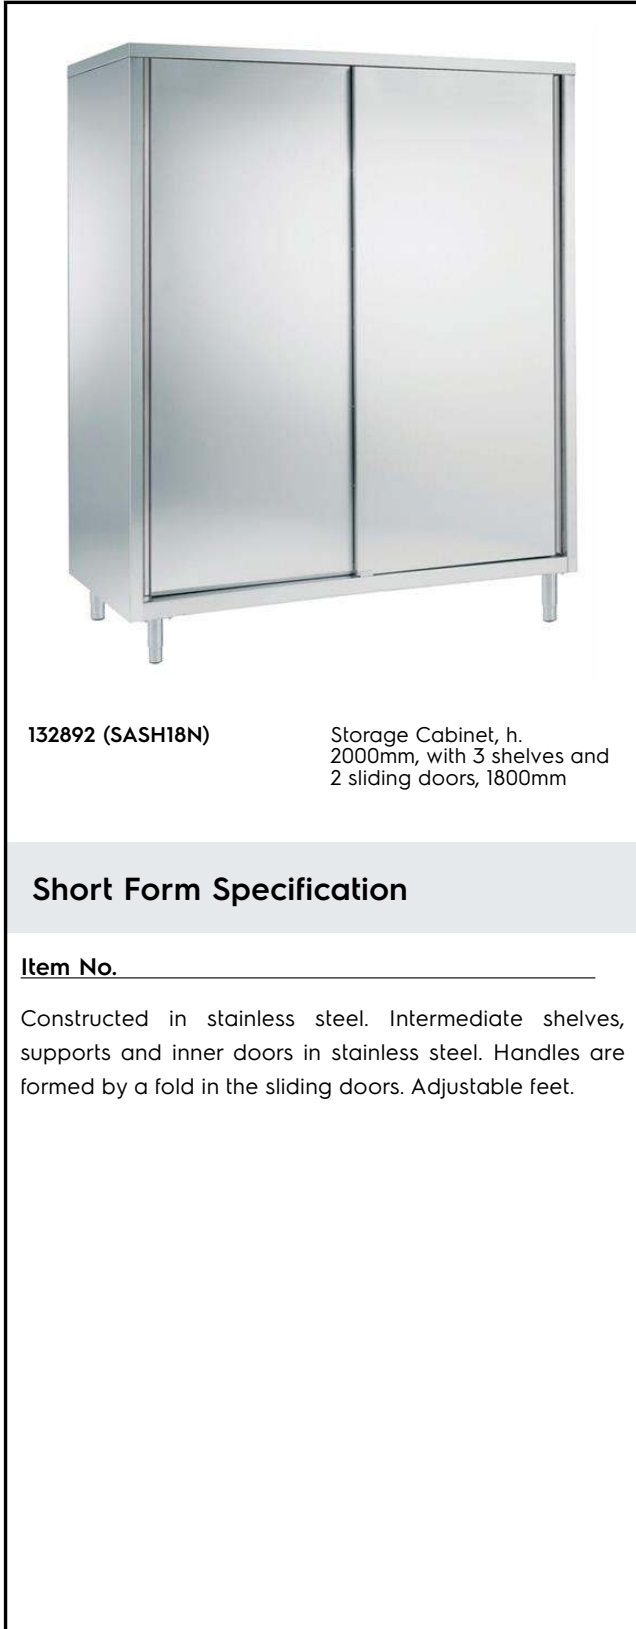 132892 (SASH18N)
Storage Cabinet, h.
2000mm, with 3 shelves and
2 sliding doors, 1800mm
Short Form Specification
Item No.
Constructed in stainless steel. Intermediate shelves,
supports and inner doors in stainless steel. Handles are
formed by a fold in the sliding doors. Adjustable feet.